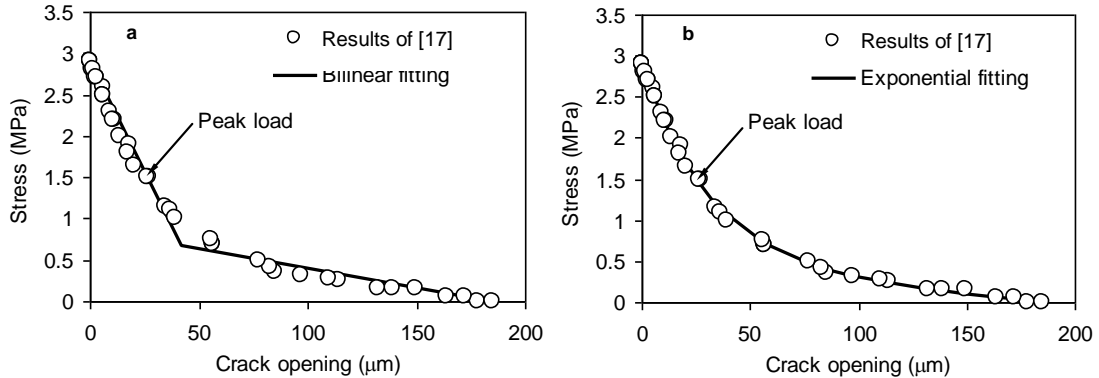 a
Results of [17]
Bilinear fitting
Peak load
Stress (MPa)
3.5
3
2.5
2
1.5
1
0.5
0
0
50
100
150
200
Crack opening (μm)
b
Results of [17]
Exponential fitting
Peak load
Stress (MPa)
3.5
3
2.5
2
1.5
1
0.5
0
0
50
100
150
200
Crack opening (μm)